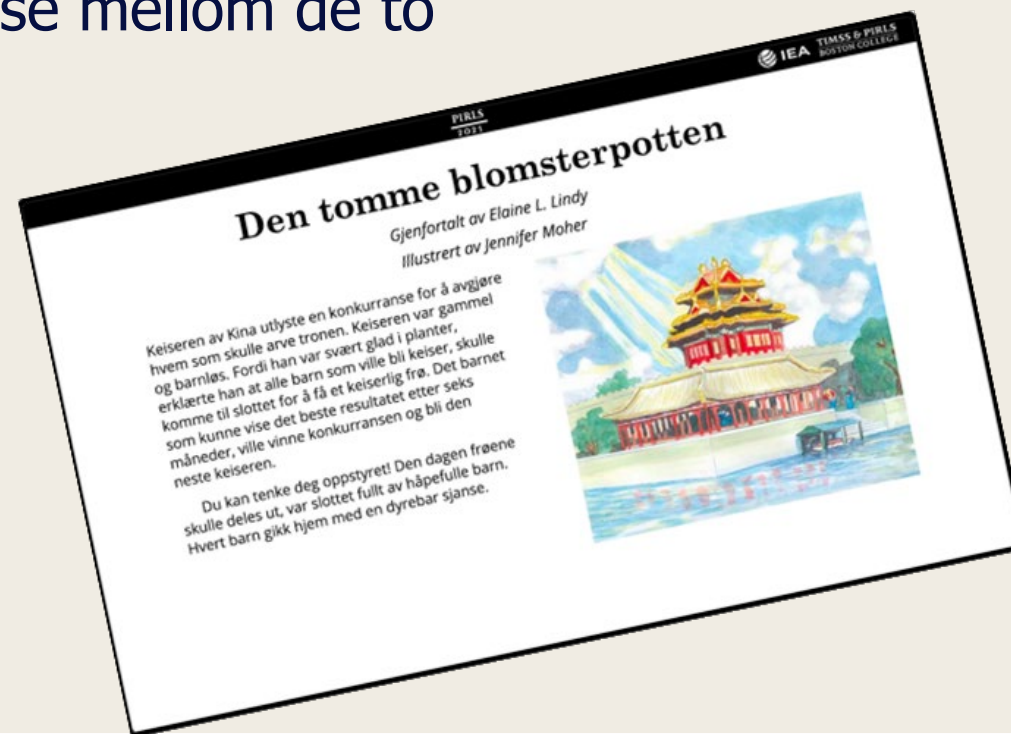 se mellom de to
PIRLS
2021
IEA
TIMSS & PIRLS
BOSTON COLLEGE
Den tomme blomsterpotten
Gjenfortalt av Elaine L. Lindy
Illustrert av Jennifer Moher
Keiseren av Kina utlyste en konkurranse for å avgjøre
hvem som skulle arve tronen. Keiseren var gammel
og barnløs. Fordi han var svært glad i planter,
erklærte han at alle barn som ville bli keiser, skulle
komme til slottet for å få et keiserlig frø. Det barnet
som kunne vise det beste resultatet etter seks
måneder, ville vinne konkurransen og bli den
neste keiseren.
Du kan tenke deg oppstyret! Den dagen frøene
skulle deles ut, var slottet fullt av håpefulle barn.
Hvert barn gikk hjem med en dyrebar sjanse.